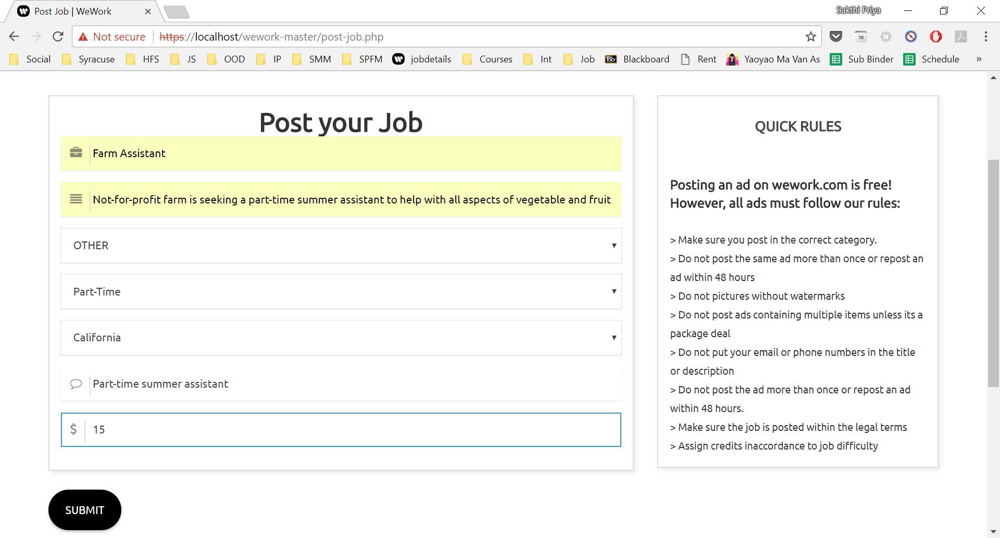 Post Job | WeWork
Sakthi Priya
Not secure https://localhost/wework-master/post-job.php
Social Syracuse HFS JS OOD IP SMM SPFM jobdetails Courses Int Job Bb Blackboard Rent Yaoyao Ma Van As Sub Binder Schedule »
Post your Job
Farm Assistant
Not-for-profit farm is seeking a part-time summer assistant to help with all aspects of vegetable and fruit
OTHER
Part-Time
California
Part-time summer assistant
$ 15
SUBMIT
QUICK RULES
Posting an ad on wework.com is free!
However, all ads must follow our rules:
> Make sure you post in the correct category.
> Do not post the same ad more than once or repost an
ad within 48 hours
> Do not pictures without watermarks
> Do not post ads containing multiple items unless its a
package deal
> Do not put your email or phone numbers in the title
or description
> Do not post the ad more than once or repost an ad
within 48 hours.
> Make sure the job is posted within the legal terms
> Assign credits inaccordance to job difficulty